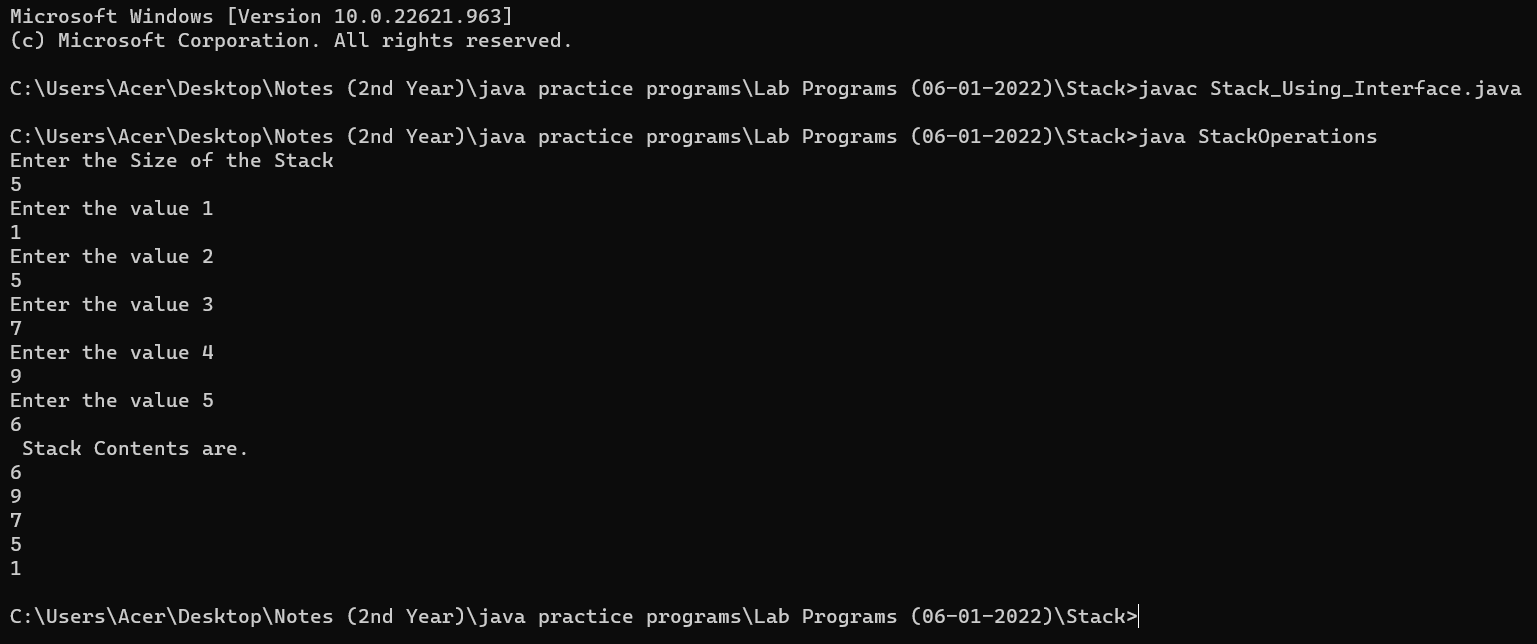 Microsoft Windows [Version 10.0.22621.963]
(c) Microsoft Corporation. All rights reserved.
C:\Users\Acer\Desktop\Notes (2nd Year)\java practice programs\Lab Programs (06-01-2022)\Stack>javac Stack_Using_Interface.java
C:\Users\Acer\Desktop\Notes (2nd Year)\java practice programs\Lab Programs (06-01-2022)\Stack>java StackOperations
Enter the Size of the Stack
5
Enter the value 1
1
Enter the value 2
5
Enter the value 3
7
Enter the value 4
9
Enter the value 5
6
 Stack Contents are.
6
9
7
5
1
C:\Users\Acer\Desktop\Notes (2nd Year)\java practice programs\Lab Programs (06-01-2022)\Stack>